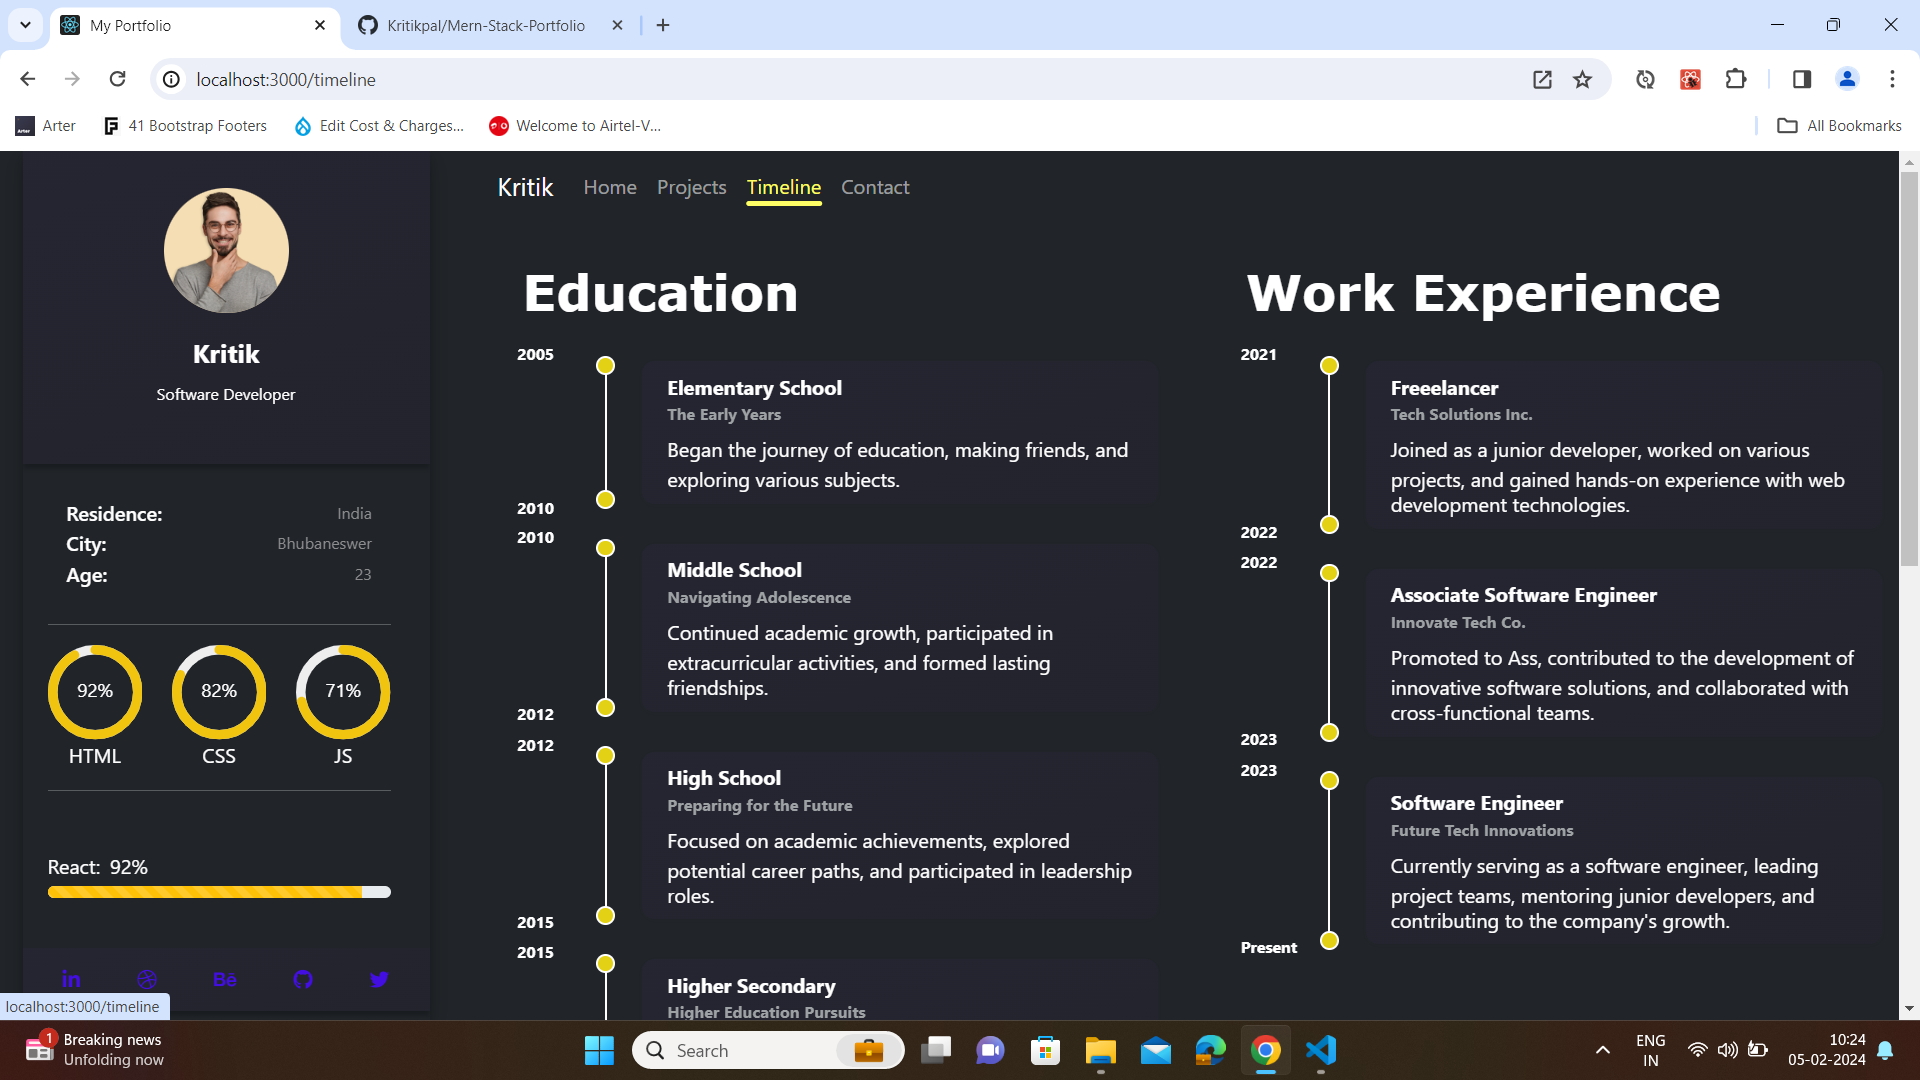 My Portfolio
Kritikpal/Mern-Stack-Portfolio
localhost:3000/timeline
Arter
Arter
41 Bootstrap Footers
Edit Cost & Charges...
Welcome to Airtel-V...
All Bookmarks
Kritik
Software Developer
Residence: India
City: Bhubaneswer
Age: 23
92%
82%
71%
HTML
CSS
JS
React: 92%
in
Bē
localhost:3000/timeline
Kritik
Home
Projects
Timeline
Contact
Education
2005
Elementary School
The Early Years
Began the journey of education, making friends, and
exploring various subjects.
2010
2010
Middle School
Navigating Adolescence
Continued academic growth, participated in
extracurricular activities, and formed lasting
friendships.
2012
2012
High School
Preparing for the Future
Focused on academic achievements, explored
potential career paths, and participated in leadership
roles.
2015
2015
Higher Secondary
Higher Education Pursuits
Work Experience
2021
Freeelancer
Tech Solutions Inc.
Joined as a junior developer, worked on various
projects, and gained hands-on experience with web
development technologies.
2022
2022
Associate Software Engineer
Innovate Tech Co.
Promoted to Ass, contributed to the development of
innovative software solutions, and collaborated with
cross-functional teams.
2023
2023
Software Engineer
Future Tech Innovations
Currently serving as a software engineer, leading
project teams, mentoring junior developers, and
contributing to the company's growth.
Present
1
Breaking news
Unfolding now
Search
ENG
IN
10:24
05-02-2024